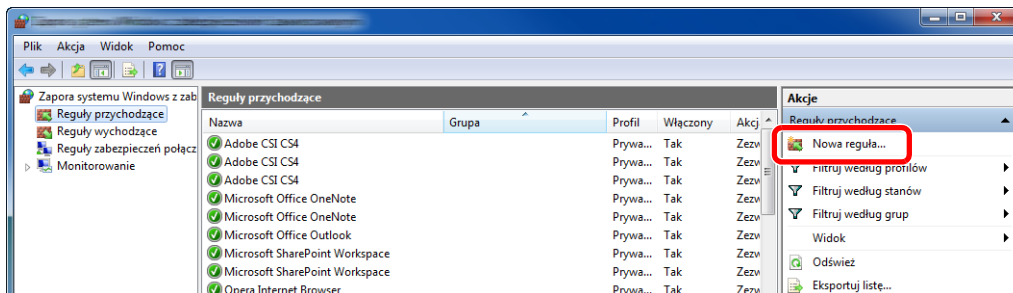 Plik Akcja Widok Pomoc
Zapora systemu Windows z zab
Reguły przychodzące
Reguły wychodzące
Reguły zabezpieczeń połącz
Monitorowanie
Reguły przychodzące
Nazwa Grupa Profil Włączony Akcj
Adobe CSI CS4 Prywa... Tak Zezw
Adobe CSI CS4 Prywa... Tak Zezw
Adobe CSI CS4 Prywa... Tak Zezw
Microsoft Office OneNote Prywa... Tak Zezw
Microsoft Office OneNote Prywa... Tak Zezw
Microsoft Office Outlook Prywa... Tak Zezw
Microsoft SharePoint Workspace Prywa... Tak Zezw
Microsoft SharePoint Workspace Prywa... Tak Zezw
Opera Internet Browser Prywa... Tak Zezw
Akcje
Reguły przychodzące
Nowa reguła...
Filtruj według profilów
Filtruj według stanów
Filtruj według grup
Widok
Odśwież
Eksportuj listę...